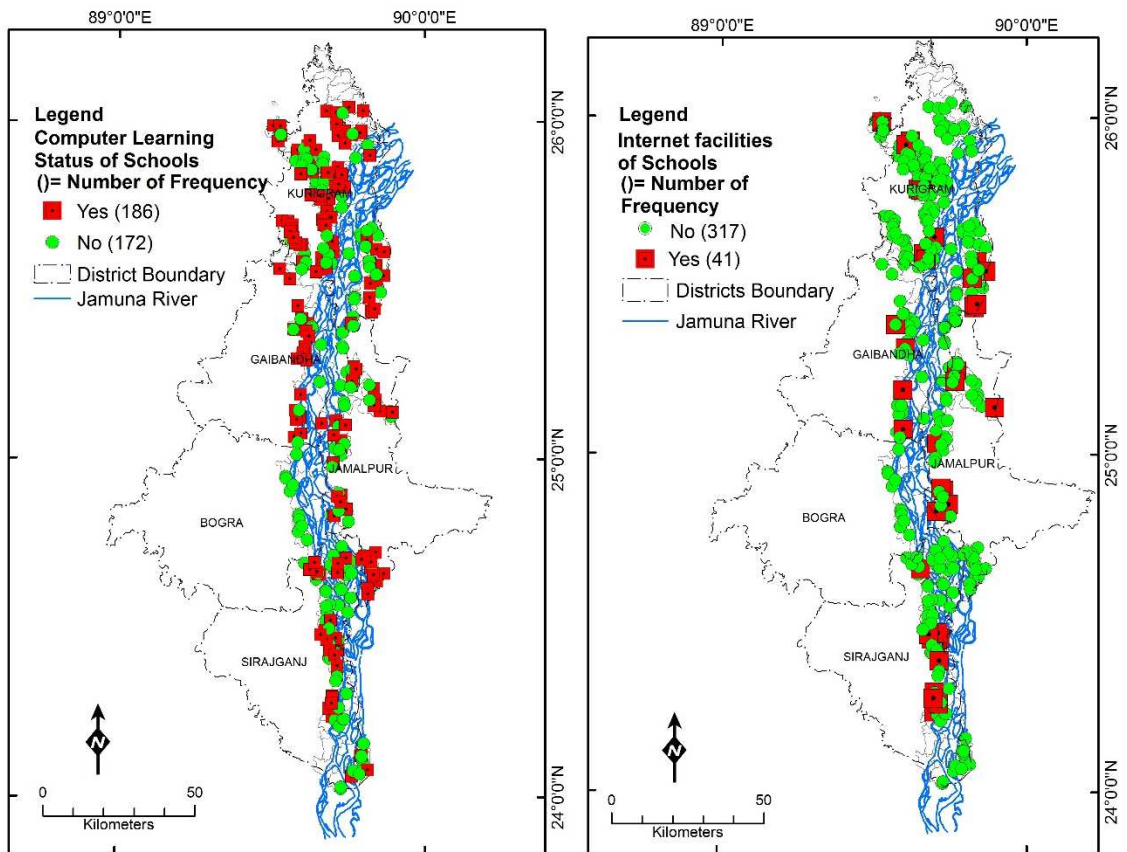 89°0'0"E
90°0'0"E
Legend
Computer Learning
Status of Schools
()= Number of Frequency
Yes (186)
No (172)
District Boundary
Jamuna River
KURIGRAM
GAIBANDHA
JAMALPUR
BOGRA
SIRAJGANJ
N
0
50
Kilometers
26°0'0"N
25°0'0"N
24°0'0"N
89°0'0"E
90°0'0"E
Legend
Internet facilities
of Schools
()= Number of
Frequency
No (317)
Yes (41)
Districts Boundary
Jamuna River
KURIGRAM
GAIBANDHA
JAMALPUR
BOGRA
SIRAJGANJ
N
0
50
Kilometers
26°0'0"N
25°0'0"N
24°0'0"N